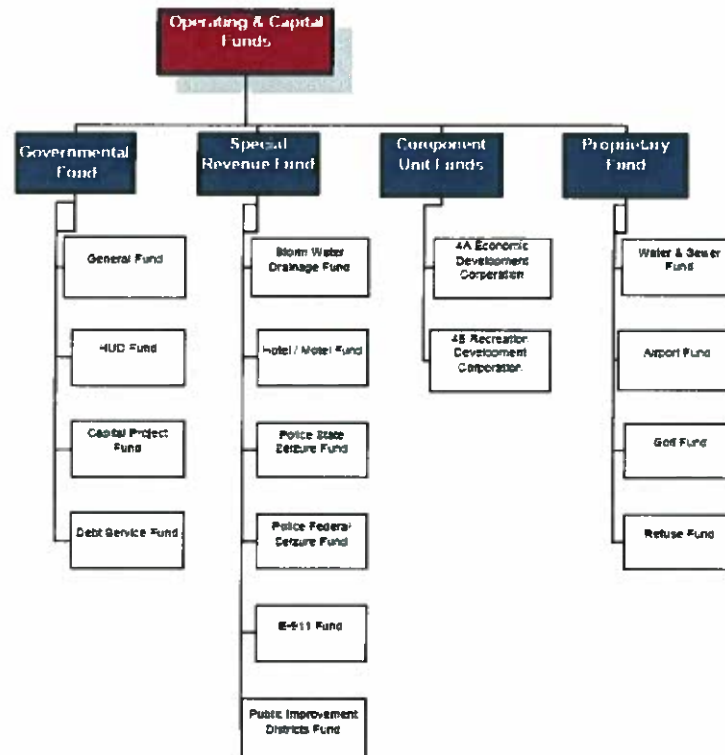 Operating & Capital
Funds
Governmental
Fund
Special
Revenue Fund
Component
Unit Funds
Proprietary
Fund
General Fund
HUD Fund
Capital Project
Fund
Debt Service Fund
Storm Water
Drainage Fund
Hotel / Motel Fund
Police State
Seizure Fund
Police Federal
Seizure Fund
E-911 Fund
Public Improvement
Districts Fund
4A Economic
Development
Corporation
4B Recreation
Development
Corporation
Water & Sewer
Fund
Airport Fund
Golf Fund
Refuse Fund